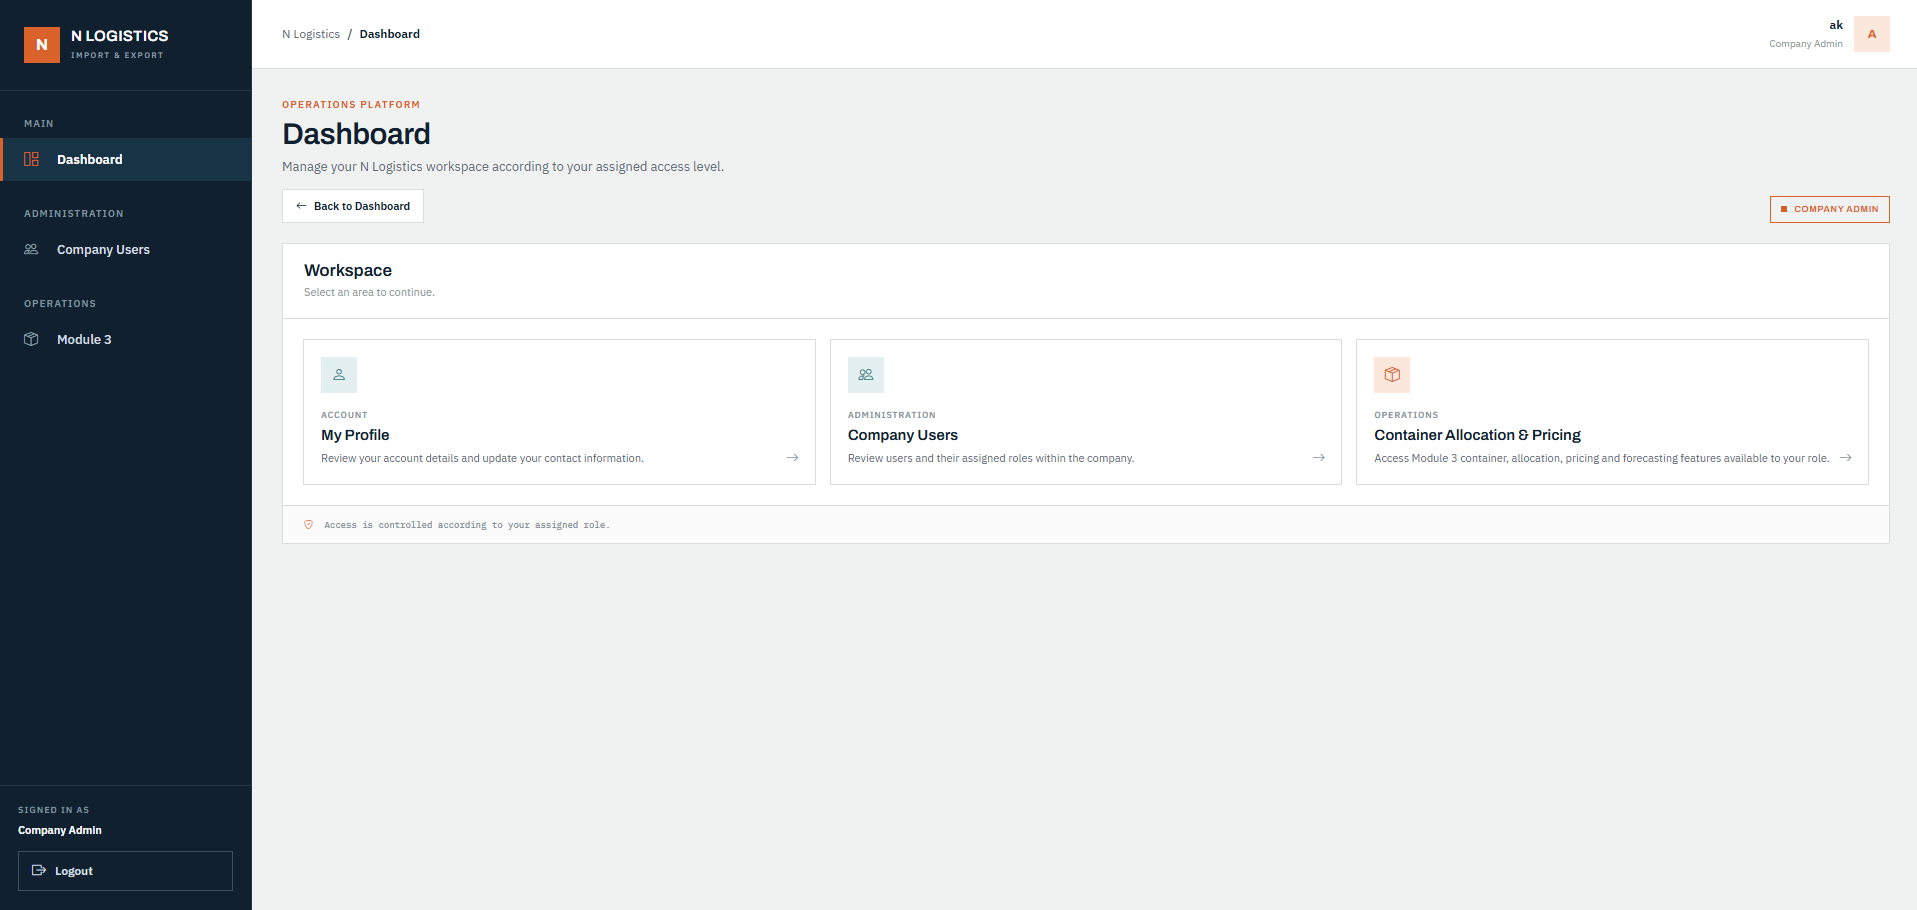 N
N LOGISTICS
IMPORT & EXPORT
MAIN
Dashboard
ADMINISTRATION
Company Users
OPERATIONS
Module 3
SIGNED IN AS
Company Admin
Logout
N Logistics / Dashboard
ak
Company Admin
A
OPERATIONS PLATFORM
Dashboard
Manage your N Logistics workspace according to your assigned access level.
← Back to Dashboard
COMPANY ADMIN
Workspace
Select an area to continue.
ACCOUNT
My Profile
Review your account details and update your contact information. →
ADMINISTRATION
Company Users
Review users and their assigned roles within the company. →
OPERATIONS
Container Allocation & Pricing
Access Module 3 container, allocation, pricing and forecasting features available to your role. →
Access is controlled according to your assigned role.